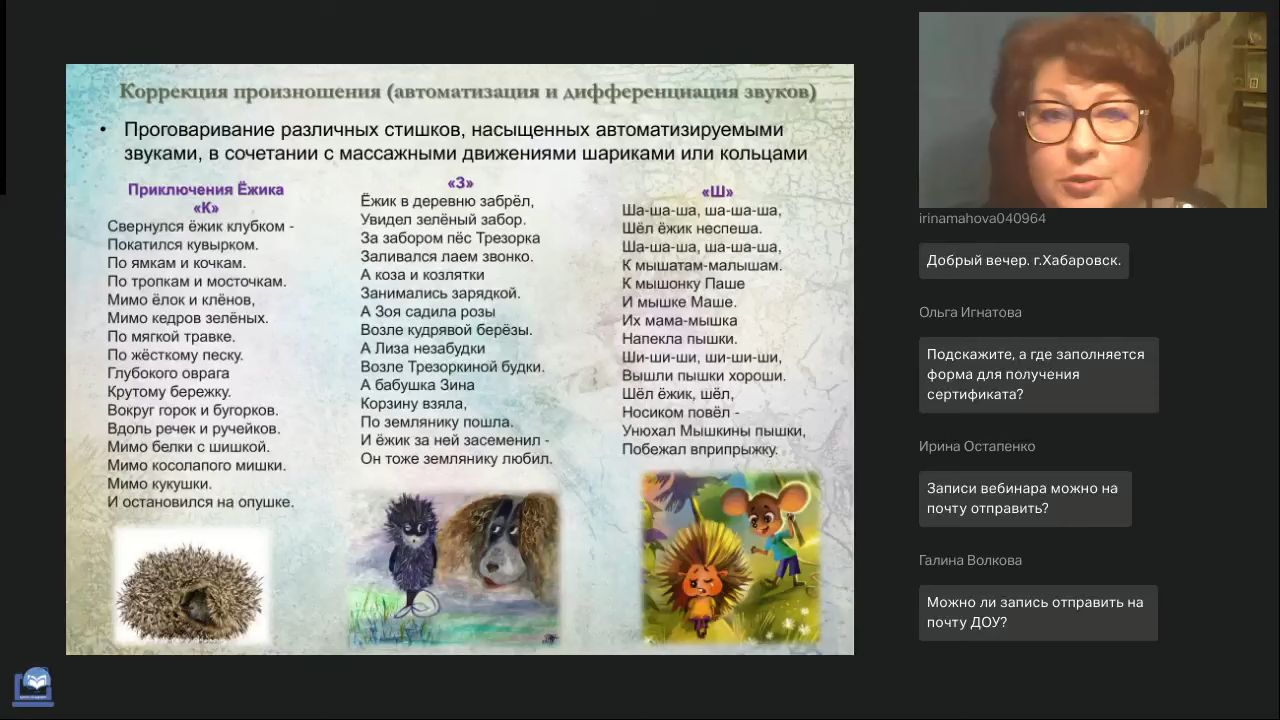 Коррекция произношения (автоматизация и дифференциация звуков)
• Проговаривание различных стишков, насыщенных автоматизируемыми
звуками, в сочетании с массажными движениями шариками или кольцами
Приключения Ёжика
«К»
Свернулся ёжик клубком -
Покатился кувырком.
По ямкам и кочкам.
По тропкам и мосточкам.
Мимо ёлок и клёнов,
Мимо кедров зелёных.
По мягкой травке.
По жёсткому песку.
Глубокого оврага
Крутому бережку.
Вокруг горок и бугорков.
Вдоль речек и ручейков.
Мимо белки с шишкой.
Мимо косолапого мишки.
Мимо кукушки.
И остановился на опушке.
«З»
Ёжик в деревню забрёл,
Увидел зелёный забор.
За забором пёс Трезорка
Заливался лаем звонко.
А коза и козлятки
Занимались зарядкой.
А Зоя садила розы
Возле кудрявой берёзы.
А Лиза незабудки
Возле Трезоркиной будки.
А бабушка Зина
Корзину взяла,
По землянику пошла.
И ёжик за ней засеменил -
Он тоже землянику любил.
«Ш»
Ша-ша-ша, ша-ша-ша,
Шёл ёжик неспеша.
Ша-ша-ша, ша-ша-ша,
К мышатам-малышам.
К мышонку Паше
И мышке Маше.
Их мама-мышка
Напекла пышки.
Ши-ши-ши, ши-ши-ши,
Вышли пышки хороши.
Шёл ёжик, шёл,
Носиком повёл -
Унюхал Мышкины пышки,
Побежал вприпрыжку.
irinamahova040964
Добрый вечер. г.Хабаровск.
Ольга Игнатова
Подскажите, а где заполняется
форма для получения
сертификата?
Ирина Остапенко
Записи вебинара можно на
почту отправить?
Галина Волкова
Можно ли запись отправить на
почту ДОУ?